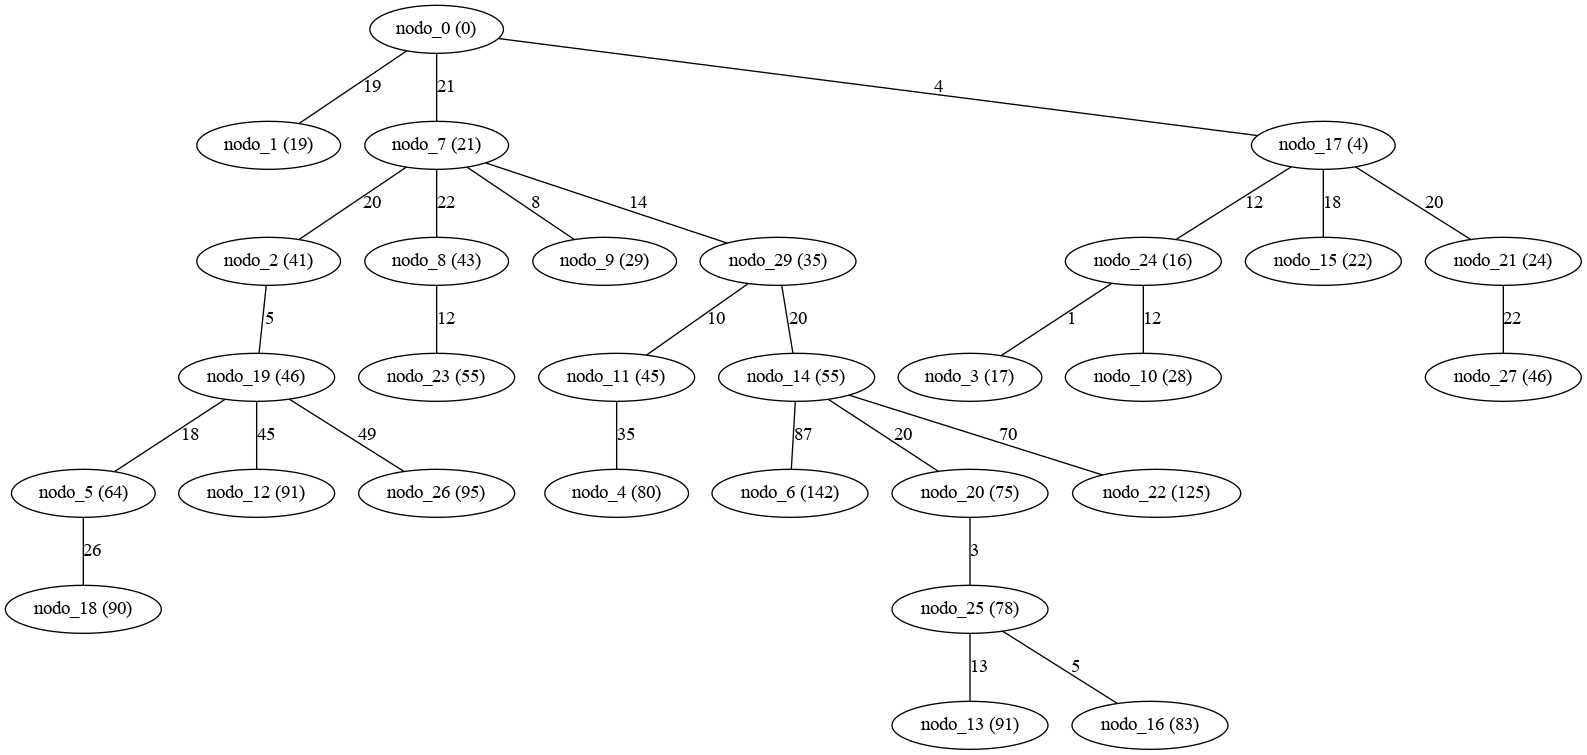 nodo_0 (0)
19
21
4
nodo_1 (19)
nodo_7 (21)
nodo_17 (4)
20
22
8
14
12
18
20
nodo_2 (41)
nodo_8 (43)
nodo_9 (29)
nodo_29 (35)
nodo_24 (16)
nodo_15 (22)
nodo_21 (24)
5
12
10
20
1
12
22
nodo_19 (46)
nodo_23 (55)
nodo_11 (45)
nodo_14 (55)
nodo_3 (17)
nodo_10 (28)
nodo_27 (46)
18
45
49
35
87
20
70
nodo_5 (64)
nodo_12 (91)
nodo_26 (95)
nodo_4 (80)
nodo_6 (142)
nodo_20 (75)
nodo_22 (125)
26
3
nodo_18 (90)
nodo_25 (78)
13
5
nodo_13 (91)
nodo_16 (83)